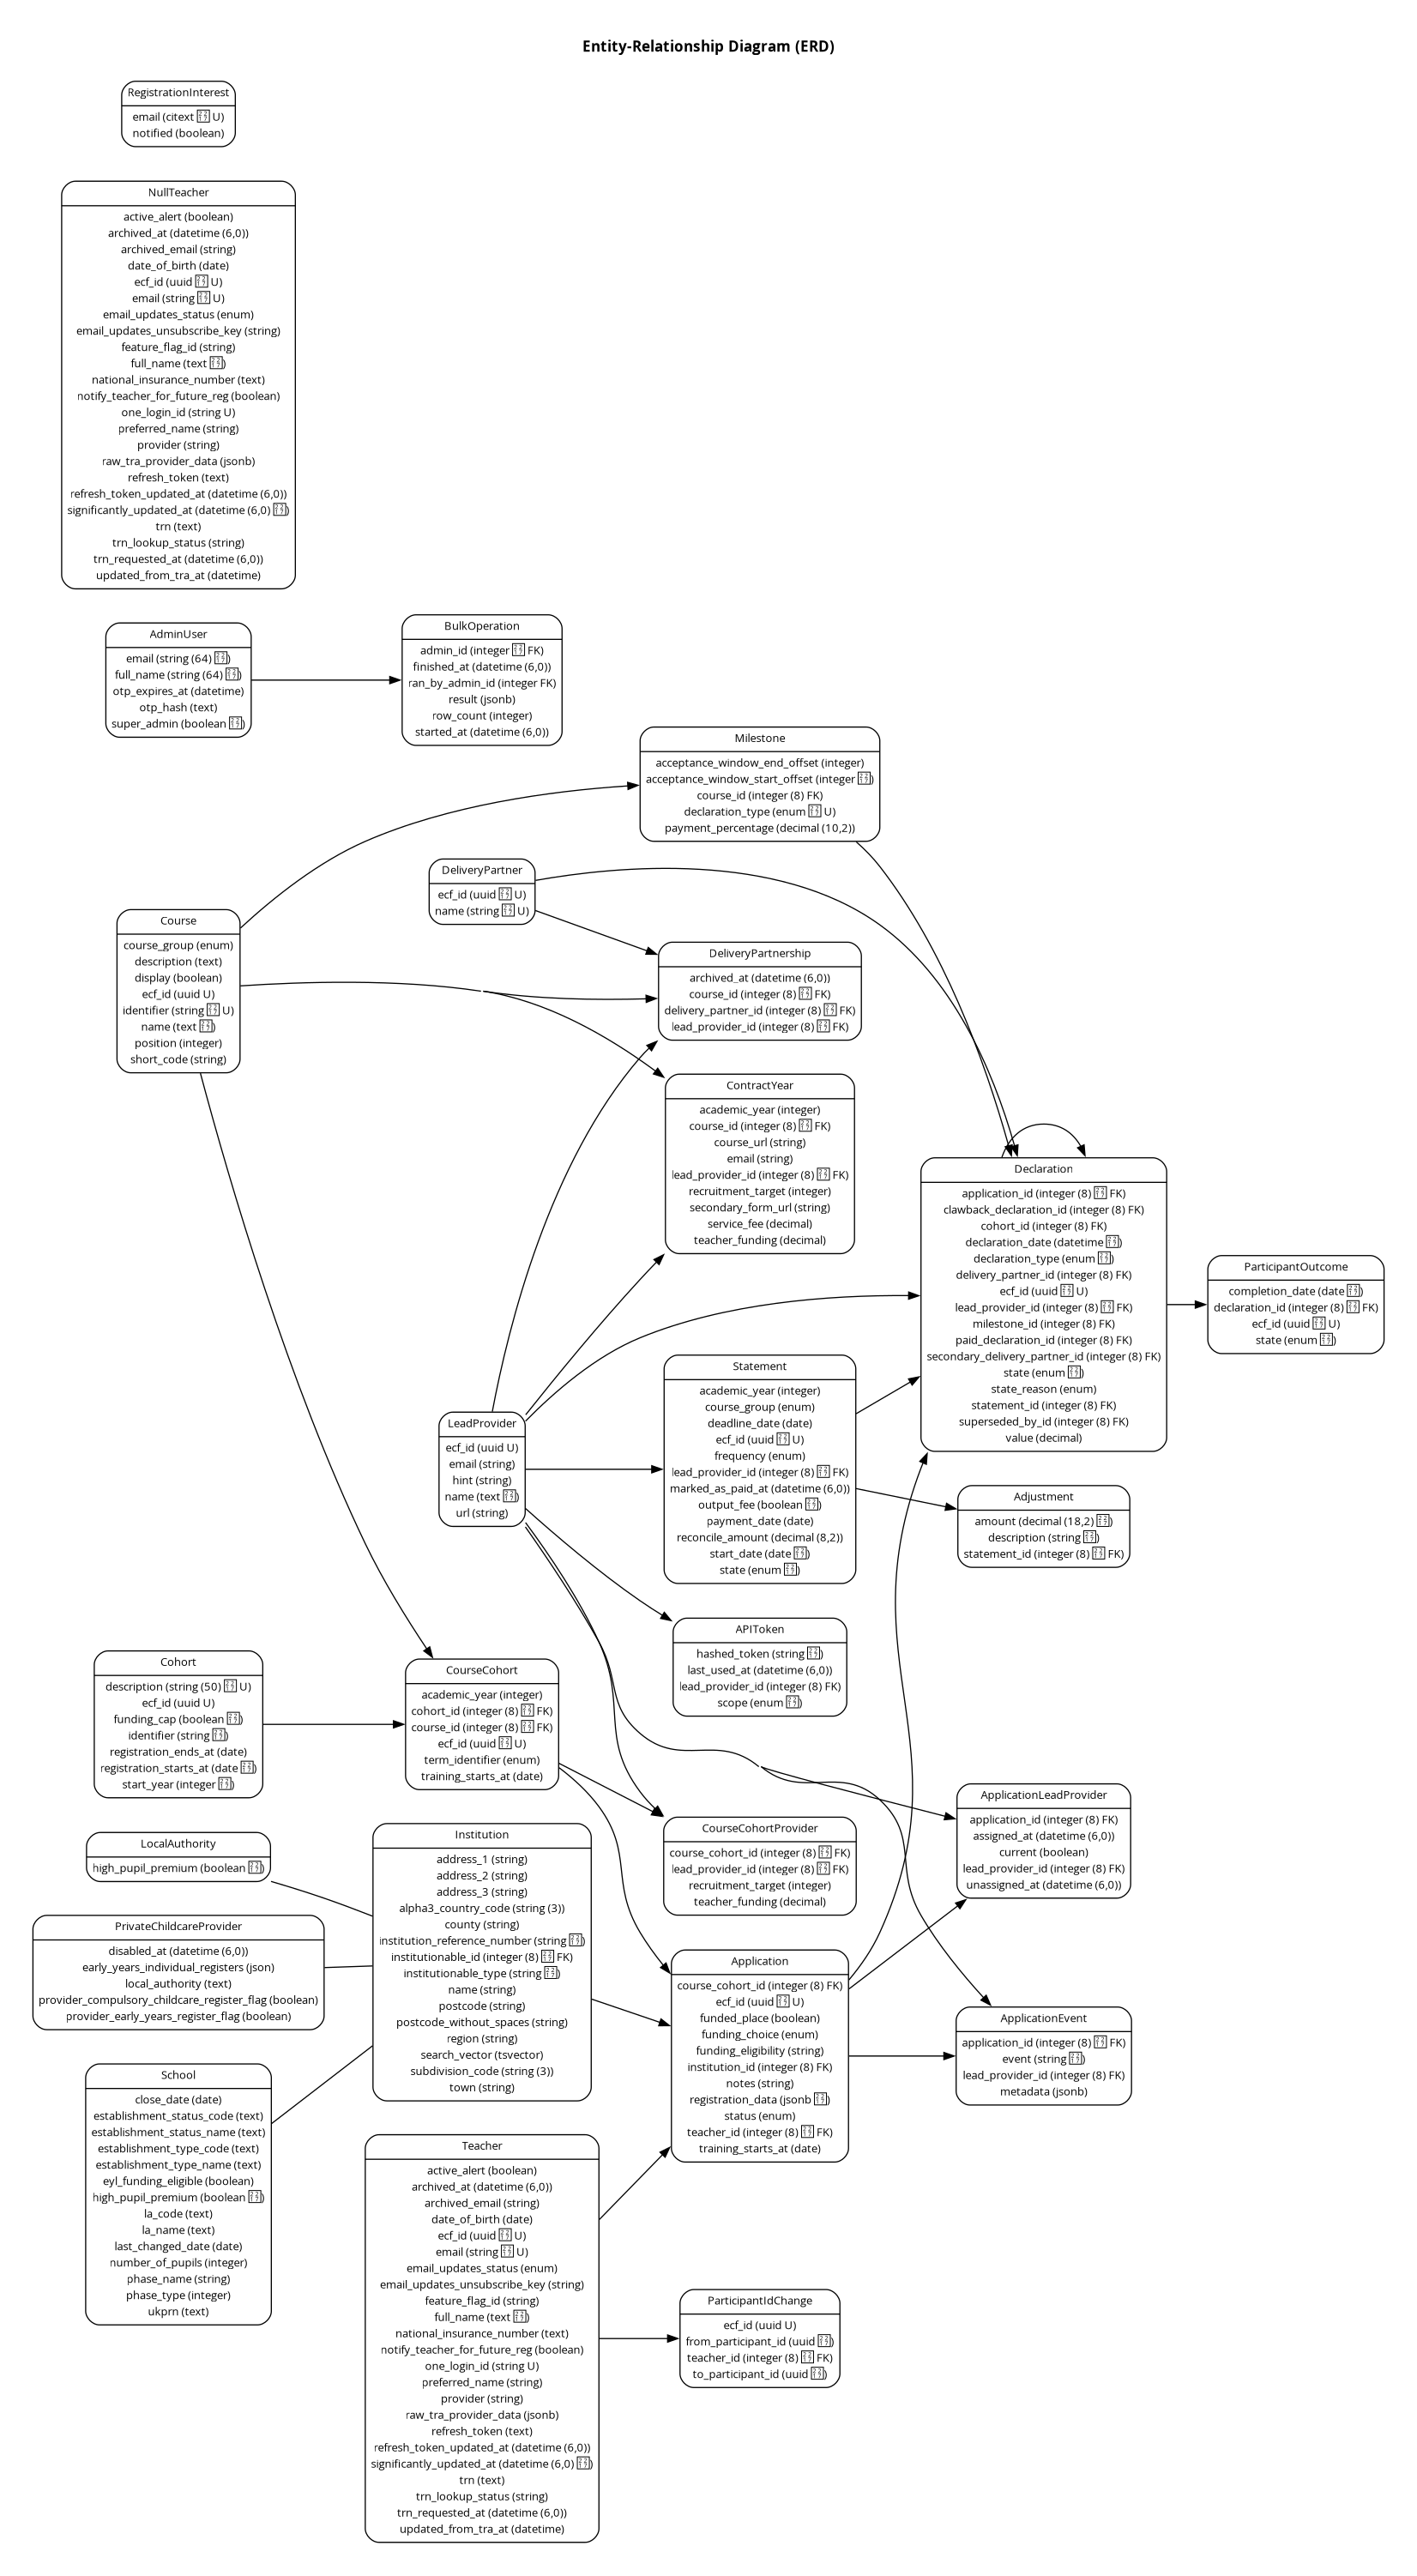 Entity-Relationship Diagram (ERD)
RegistrationInterest
email (citext ∗ U)
notified (boolean)
NullTeacher
active_alert (boolean)
archived_at (datetime (6,0))
archived_email (string)
date_of_birth (date)
ecf_id (uuid ∗ U)
email (string ∗ U)
email_updates_status (enum)
email_updates_unsubscribe_key (string)
feature_flag_id (string)
full_name (text ∗)
national_insurance_number (text)
notify_teacher_for_future_reg (boolean)
one_login_id (string U)
preferred_name (string)
provider (string)
raw_tra_provider_data (jsonb)
refresh_token (text)
refresh_token_updated_at (datetime (6,0))
significantly_updated_at (datetime (6,0) ∗)
trn (text)
trn_lookup_status (string)
trn_requested_at (datetime (6,0))
updated_from_tra_at (datetime)
AdminUser
email (string (64) ∗)
full_name (string (64) ∗)
otp_expires_at (datetime)
otp_hash (text)
super_admin (boolean ∗)
BulkOperation
admin_id (integer ∗ FK)
finished_at (datetime (6,0))
ran_by_admin_id (integer FK)
result (jsonb)
row_count (integer)
started_at (datetime (6,0))
Milestone
acceptance_window_end_offset (integer)
acceptance_window_start_offset (integer ∗)
course_id (integer (8) FK)
declaration_type (enum ∗ U)
payment_percentage (decimal (10,2))
DeliveryPartner
ecf_id (uuid ∗ U)
name (string ∗ U)
Course
course_group (enum)
description (text)
display (boolean)
ecf_id (uuid U)
identifier (string ∗ U)
name (text ∗)
position (integer)
short_code (string)
DeliveryPartnership
archived_at (datetime (6,0))
course_id (integer (8) ∗ FK)
delivery_partner_id (integer (8) ∗ FK)
lead_provider_id (integer (8) ∗ FK)
ContractYear
academic_year (integer)
course_id (integer (8) ∗ FK)
course_url (string)
email (string)
lead_provider_id (integer (8) ∗ FK)
recruitment_target (integer)
secondary_form_url (string)
service_fee (decimal)
teacher_funding (decimal)
Declaration
application_id (integer (8) ∗ FK)
clawback_declaration_id (integer (8) FK)
cohort_id (integer (8) FK)
declaration_date (datetime ∗)
declaration_type (enum ∗)
delivery_partner_id (integer (8) FK)
ecf_id (uuid ∗ U)
lead_provider_id (integer (8) ∗ FK)
milestone_id (integer (8) FK)
paid_declaration_id (integer (8) FK)
secondary_delivery_partner_id (integer (8) FK)
state (enum ∗)
state_reason (enum)
statement_id (integer (8) FK)
superseded_by_id (integer (8) FK)
value (decimal)
ParticipantOutcome
completion_date (date ∗)
declaration_id (integer (8) ∗ FK)
ecf_id (uuid ∗ U)
state (enum ∗)
LeadProvider
ecf_id (uuid U)
email (string)
hint (string)
name (text ∗)
url (string)
Statement
academic_year (integer)
course_group (enum)
deadline_date (date)
ecf_id (uuid ∗ U)
frequency (enum)
lead_provider_id (integer (8) ∗ FK)
marked_as_paid_at (datetime (6,0))
output_fee (boolean ∗)
payment_date (date)
reconcile_amount (decimal (8,2))
start_date (date ∗)
state (enum ∗)
Adjustment
amount (decimal (18,2) ∗)
description (string ∗)
statement_id (integer (8) ∗ FK)
APIToken
hashed_token (string ∗)
last_used_at (datetime (6,0))
lead_provider_id (integer (8) FK)
scope (enum ∗)
Cohort
description (string (50) ∗ U)
ecf_id (uuid U)
funding_cap (boolean ∗)
identifier (string ∗)
registration_ends_at (date)
registration_starts_at (date ∗)
start_year (integer ∗)
CourseCohort
academic_year (integer)
cohort_id (integer (8) ∗ FK)
course_id (integer (8) ∗ FK)
ecf_id (uuid ∗ U)
term_identifier (enum)
training_starts_at (date)
CourseCohortProvider
course_cohort_id (integer (8) ∗ FK)
lead_provider_id (integer (8) ∗ FK)
recruitment_target (integer)
teacher_funding (decimal)
ApplicationLeadProvider
application_id (integer (8) FK)
assigned_at (datetime (6,0))
current (boolean)
lead_provider_id (integer (8) FK)
unassigned_at (datetime (6,0))
LocalAuthority
high_pupil_premium (boolean ∗)
PrivateChildcareProvider
disabled_at (datetime (6,0))
early_years_individual_registers (json)
local_authority (text)
provider_compulsory_childcare_register_flag (boolean)
provider_early_years_register_flag (boolean)
School
close_date (date)
establishment_status_code (text)
establishment_status_name (text)
establishment_type_code (text)
establishment_type_name (text)
eyl_funding_eligible (boolean)
high_pupil_premium (boolean ∗)
la_code (text)
la_name (text)
last_changed_date (date)
number_of_pupils (integer)
phase_name (string)
phase_type (integer)
ukprn (text)
Institution
address_1 (string)
address_2 (string)
address_3 (string)
alpha3_country_code (string (3))
county (string)
institution_reference_number (string ∗)
institutionable_id (integer (8) ∗ FK)
institutionable_type (string ∗)
name (string)
postcode (string)
postcode_without_spaces (string)
region (string)
search_vector (tsvector)
subdivision_code (string (3))
town (string)
Application
course_cohort_id (integer (8) FK)
ecf_id (uuid ∗ U)
funded_place (boolean)
funding_choice (enum)
funding_eligibility (string)
institution_id (integer (8) FK)
notes (string)
registration_data (jsonb ∗)
status (enum)
teacher_id (integer (8) ∗ FK)
training_starts_at (date)
ApplicationEvent
application_id (integer (8) ∗ FK)
event (string ∗)
lead_provider_id (integer (8) FK)
metadata (jsonb)
Teacher
active_alert (boolean)
archived_at (datetime (6,0))
archived_email (string)
date_of_birth (date)
ecf_id (uuid ∗ U)
email (string ∗ U)
email_updates_status (enum)
email_updates_unsubscribe_key (string)
feature_flag_id (string)
full_name (text ∗)
national_insurance_number (text)
notify_teacher_for_future_reg (boolean)
one_login_id (string U)
preferred_name (string)
provider (string)
raw_tra_provider_data (jsonb)
refresh_token (text)
refresh_token_updated_at (datetime (6,0))
significantly_updated_at (datetime (6,0) ∗)
trn (text)
trn_lookup_status (string)
trn_requested_at (datetime (6,0))
updated_from_tra_at (datetime)
ParticipantIdChange
ecf_id (uuid U)
from_participant_id (uuid ∗)
teacher_id (integer (8) ∗ FK)
to_participant_id (uuid ∗)